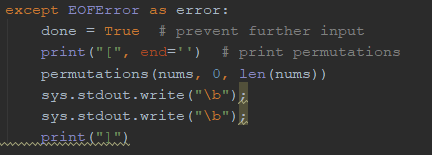 except EOFError as error:
    done = True  # prevent further input
    print("[", end='')  # print permutations
    permutations(nums, 0, len(nums))
    sys.stdout.write("\b");
    sys.stdout.write("\b");
    print("]")